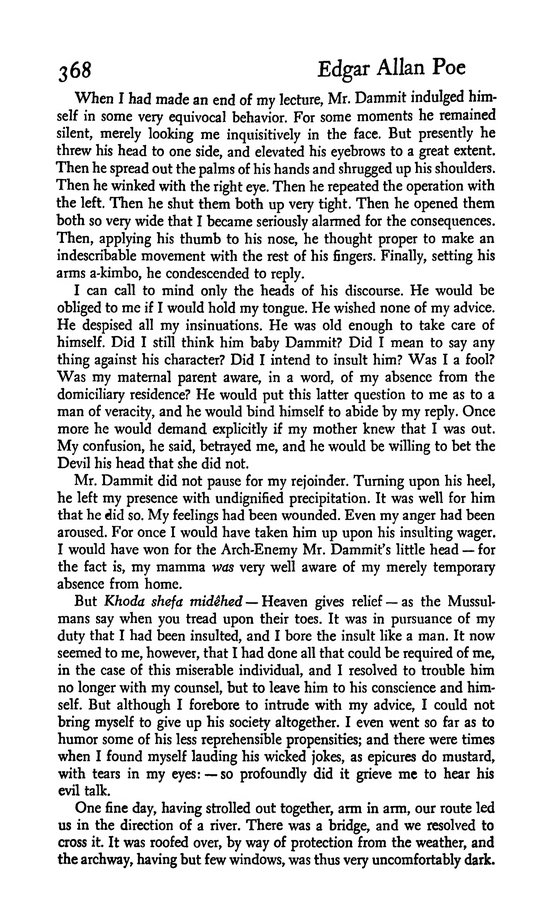 368 Edgar Allan Poe
When I had made an end of my lecture, Mr. Dammit indulged him-
self in some very equivocal behavior. For some moments he remained
silent, merely looking me inquisitively in the face. But presently he
threw his head to one side, and elevated his eyebrows to a great extent.
Then he spread out the palms of his hands and shrugged up his shoulders.
Then he winked with the right eye. Then he repeated the operation with
the left. Then he shut them both up very tight. Then he opened them
both so very wide that I became seriously alarmed for the consequences.
Then, applying his thumb to his nose, he thought proper to make an
indescribable movement with the rest of his fingers. Finally, setting his
arms a-kimbo, he condescended to reply.
I can call to mind only the heads of his discourse. He would be
obliged to me if I would hold my tongue. He wished none of my advice.
He despised all my insinuations. He was old enough to take care of
himself. Did I still think him baby Dammit? Did I mean to say any
thing against his character? Did I intend to insult him? Was I a fool?
Was my maternal parent aware, in a word, of my absence from the
domiciliary residence? He would put this latter question to me as to a
man of veracity, and he would bind himself to abide by my reply. Once
more he would demand explicitly if my mother knew that I was out.
My confusion, he said, betrayed me, and he would be willing to bet the
Devil his head that she did not.
Mr. Dammit did not pause for my rejoinder. Turning upon his heel,
he left my presence with undignified precipitation. It was well for him
that he did so. My feelings had been wounded. Even my anger had been
aroused. For once I would have taken him up upon his insulting wager.
I would have won for the Arch-Enemy Mr. Dammit's little head — for
the fact is, my mamma was very well aware of my merely temporary
absence from home.
But Khoda shefa midêhed — Heaven gives relief — as the Mussul-
mans say when you tread upon their toes. It was in pursuance of my
duty that I had been insulted, and I bore the insult like a man. It now
seemed to me, however, that I had done all that could be required of me,
in the case of this miserable individual, and I resolved to trouble him
no longer with my counsel, but to leave him to his conscience and him-
self. But although I forebore to intrude with my advice, I could not
bring myself to give up his society altogether. I even went so far as to
humor some of his less reprehensible propensities; and there were times
when I found myself lauding his wicked jokes, as epicures do mustard,
with tears in my eyes: — so profoundly did it grieve me to hear his
evil talk.
One fine day, having strolled out together, arm in arm, our route led
us in the direction of a river. There was a bridge, and we resolved to
cross it. It was roofed over, by way of protection from the weather, and
the archway, having but few windows, was thus very uncomfortably dark.